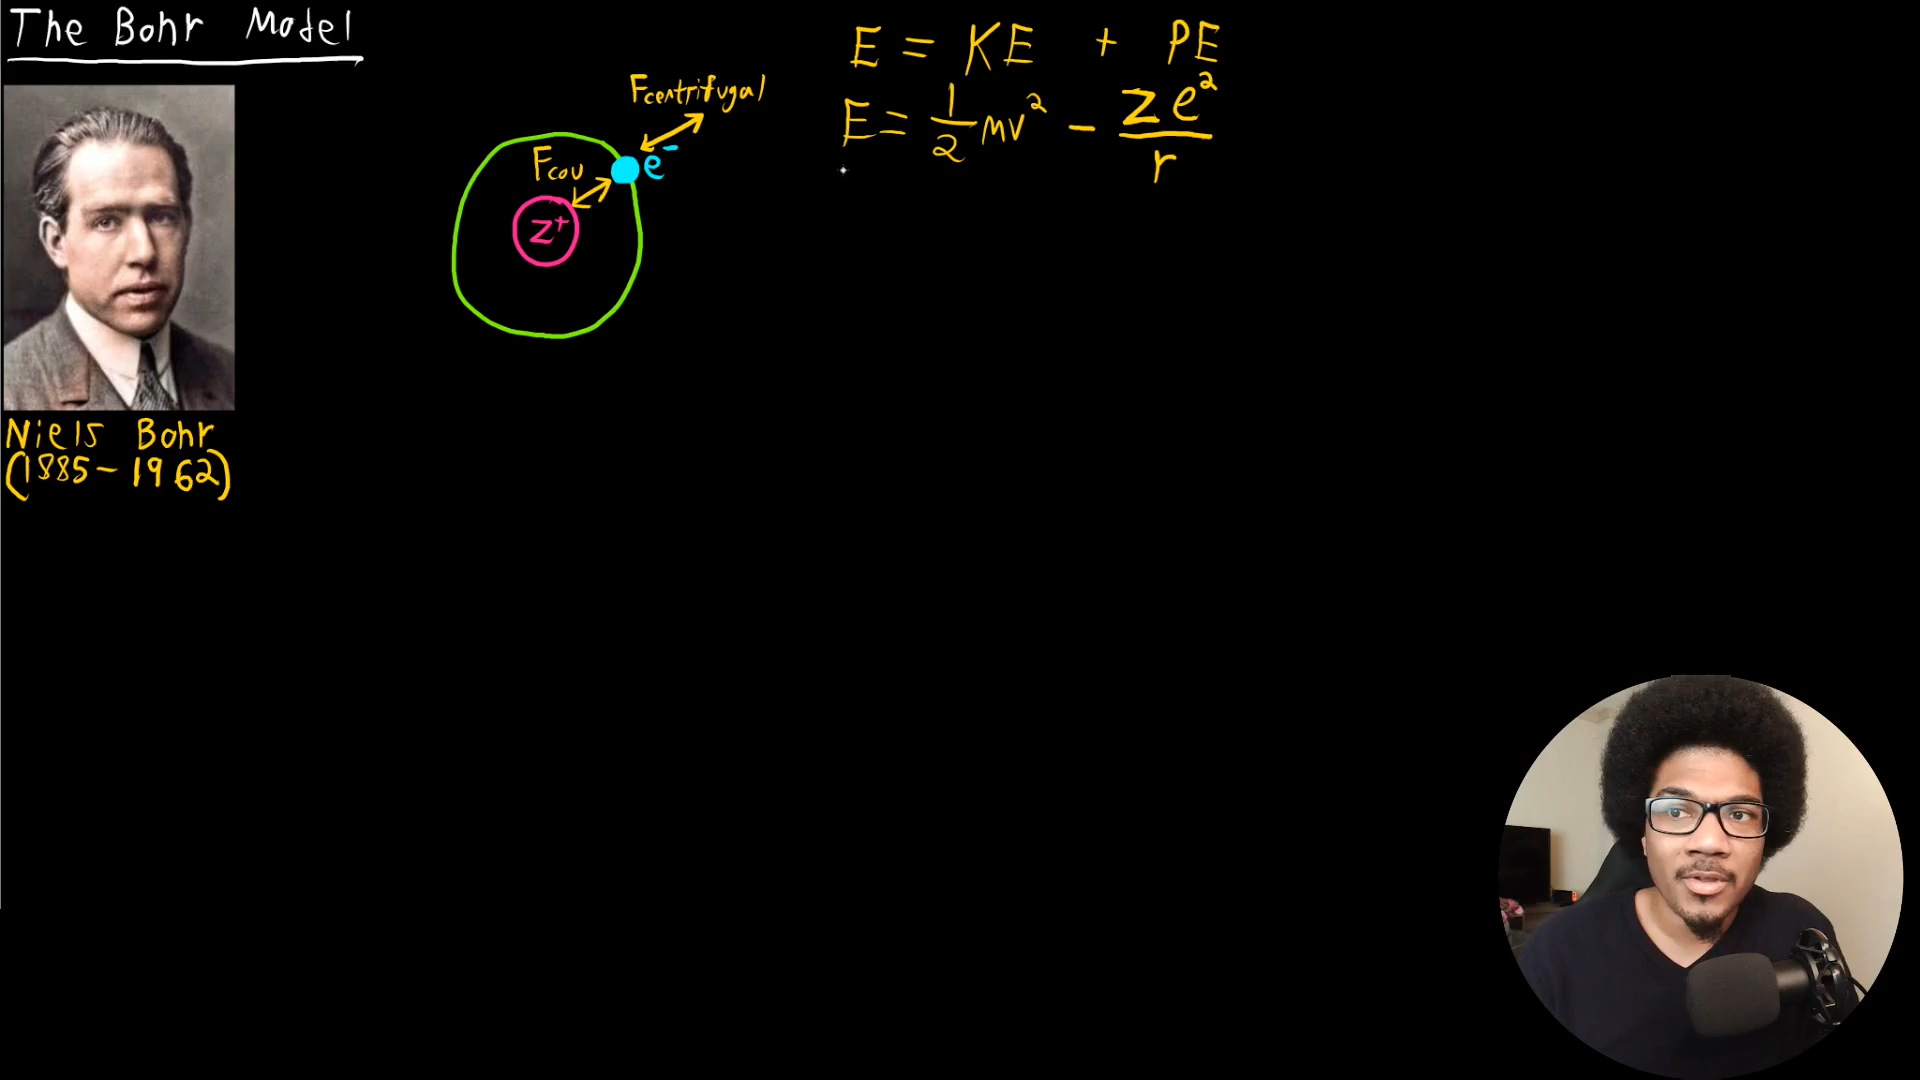 The Bohr Model
Niels Bohr
(1885-1962)
Fcentrifugal
Fcou
e⁻
Z⁺
E = KE + PE
E = 1/2 mv² - Ze²/r